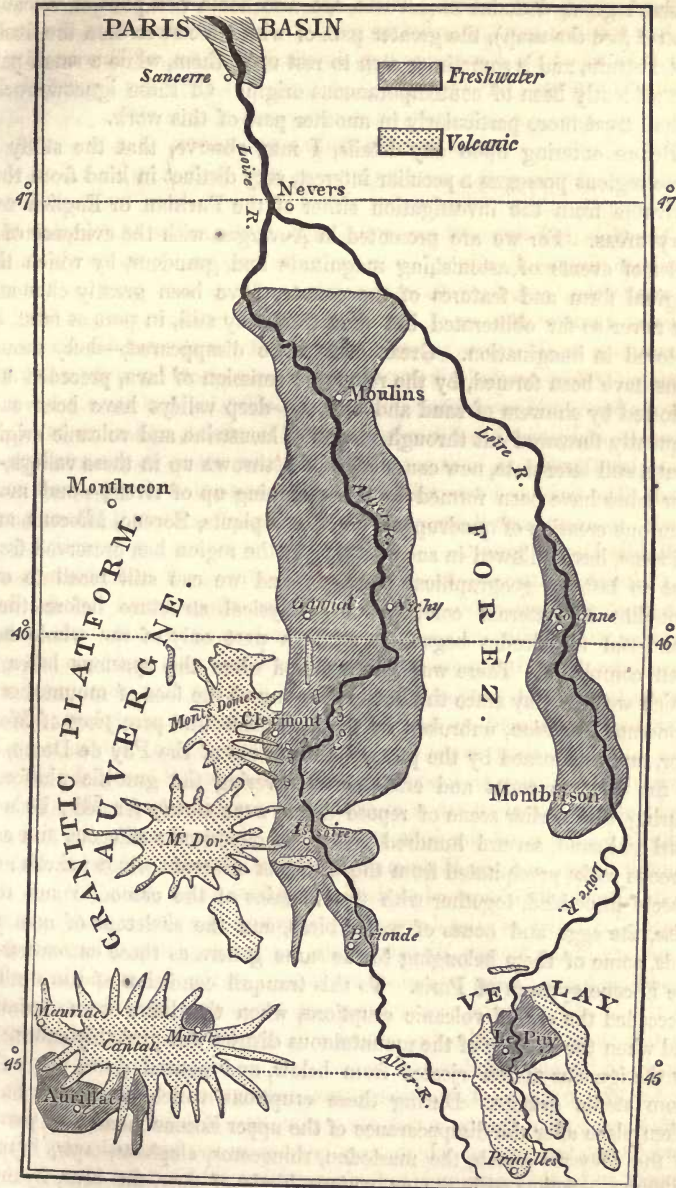 PARIS BASIN
Sancerre
Freshwater
Volcanic
Loire R.
Nevers
47
47
Moulins
Loire R.
Allier R.
Montlucon
FOREZ.
Gannat
Vichy
Roanne
46
46
GRANITIC PLATFORM
AUVERGNE.
Monts Domes
Clermont
Montbrison
Mt Dor
Issoire
Loire R.
Brioude
VELAY
Mauriac
Cantal
Murat
Le Puy
45
45
Aurillac
Allier R.
Pradelles